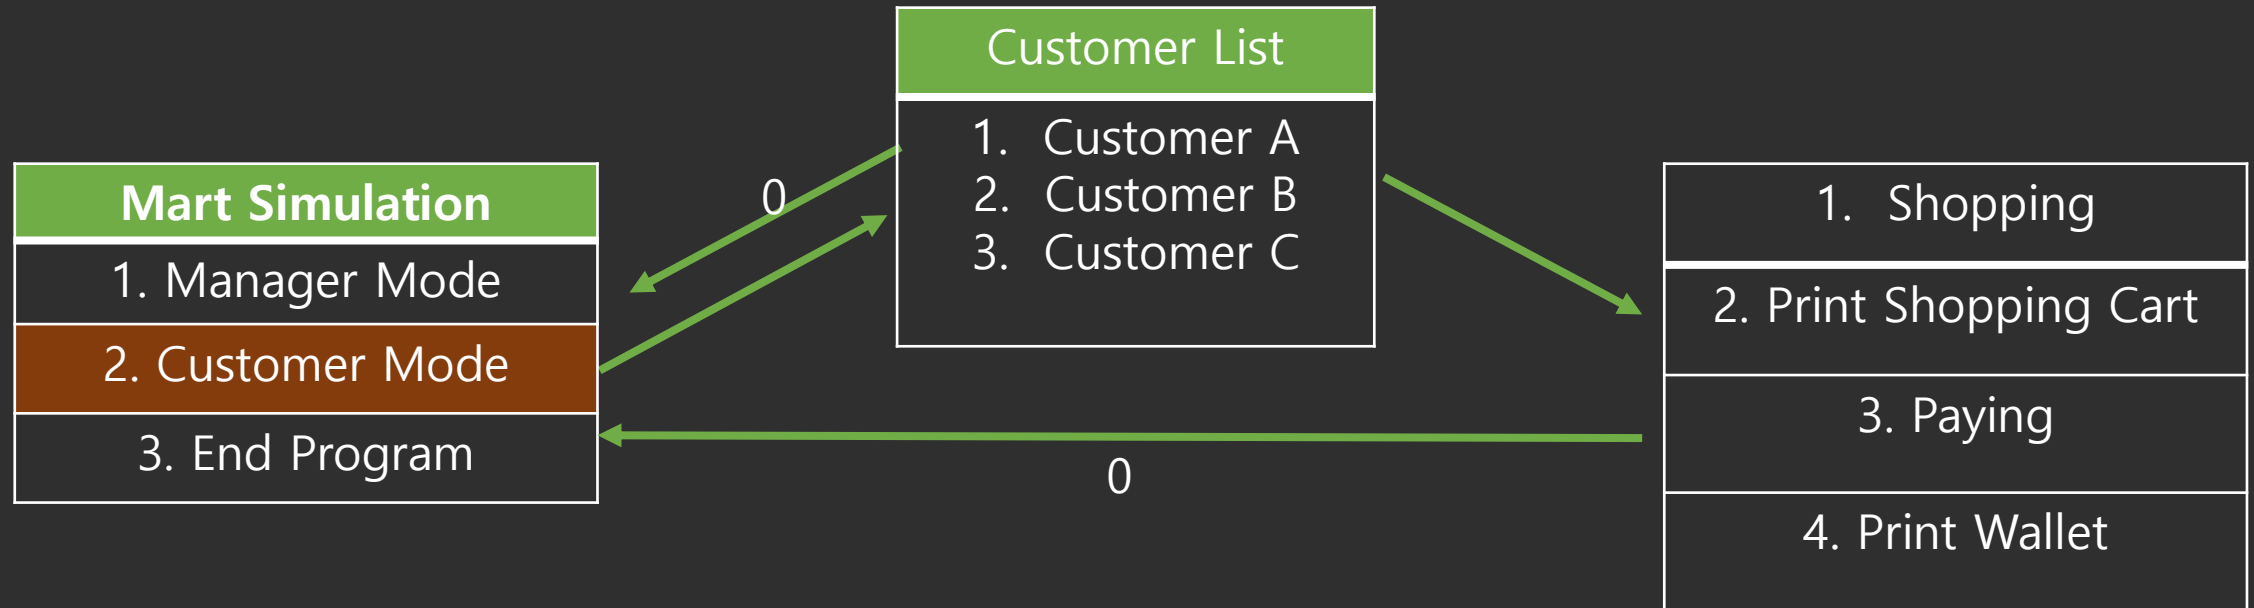 Mart Simulation
1. Manager Mode
2. Customer Mode
3. End Program
0
Customer List
1. Customer A
2. Customer B
3. Customer C
0
1. Shopping
2. Print Shopping Cart
3. Paying
4. Print Wallet